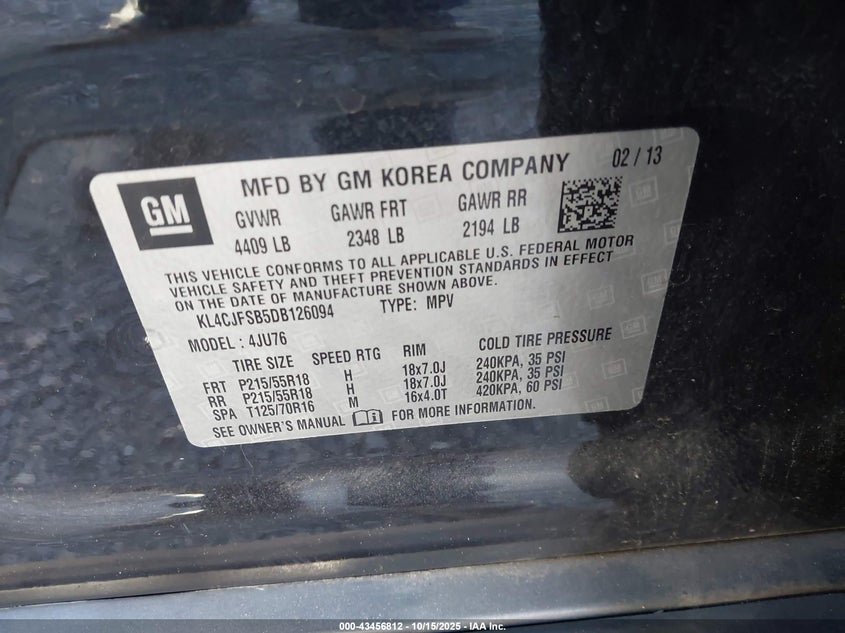 GM
MFD BY GM KOREA COMPANY 02 / 13
GVWR GAWR FRT GAWR RR
4409 LB 2348 LB 2194 LB
THIS VEHICLE CONFORMS TO ALL APPLICABLE U.S. FEDERAL MOTOR
VEHICLE SAFETY AND THEFT PREVENTION STANDARDS IN EFFECT
ON THE DATE OF MANUFACTURE SHOWN ABOVE.
KL4CJFSB5DB126094 TYPE: MPV
MODEL : 4JU76
TIRE SIZE SPEED RTG RIM COLD TIRE PRESSURE
FRT P215/55R18 H 18x7.0J 240KPA, 35 PSI
RR P215/55R18 H 18x7.0J 240KPA, 35 PSI
SPA T125/70R16 M 16x4.0T 420KPA, 60 PSI
SEE OWNER'S MANUAL FOR MORE INFORMATION.
000-43456812 - 10/15/2025 - IAA Inc.